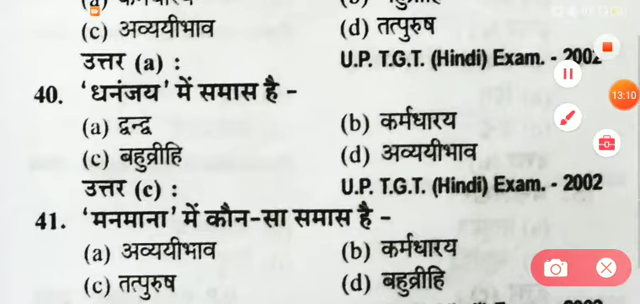 (c) अव्ययीभाव (d) तत्पुरुष
उत्तर (a) : U.P. T.G.T. (Hindi) Exam. - 2002
40. ‘धनंजय’ में समास है -
(a) द्वन्द्व (b) कर्मधारय
(c) बहुव्रीहि (d) अव्ययीभाव
उत्तर (c) : U.P. T.G.T. (Hindi) Exam. - 2002
13:10
41. ‘मनमाना’ में कौन-सा समास है -
(a) अव्ययीभाव (b) कर्मधारय
(c) तत्पुरुष (d) बहुव्रीहि